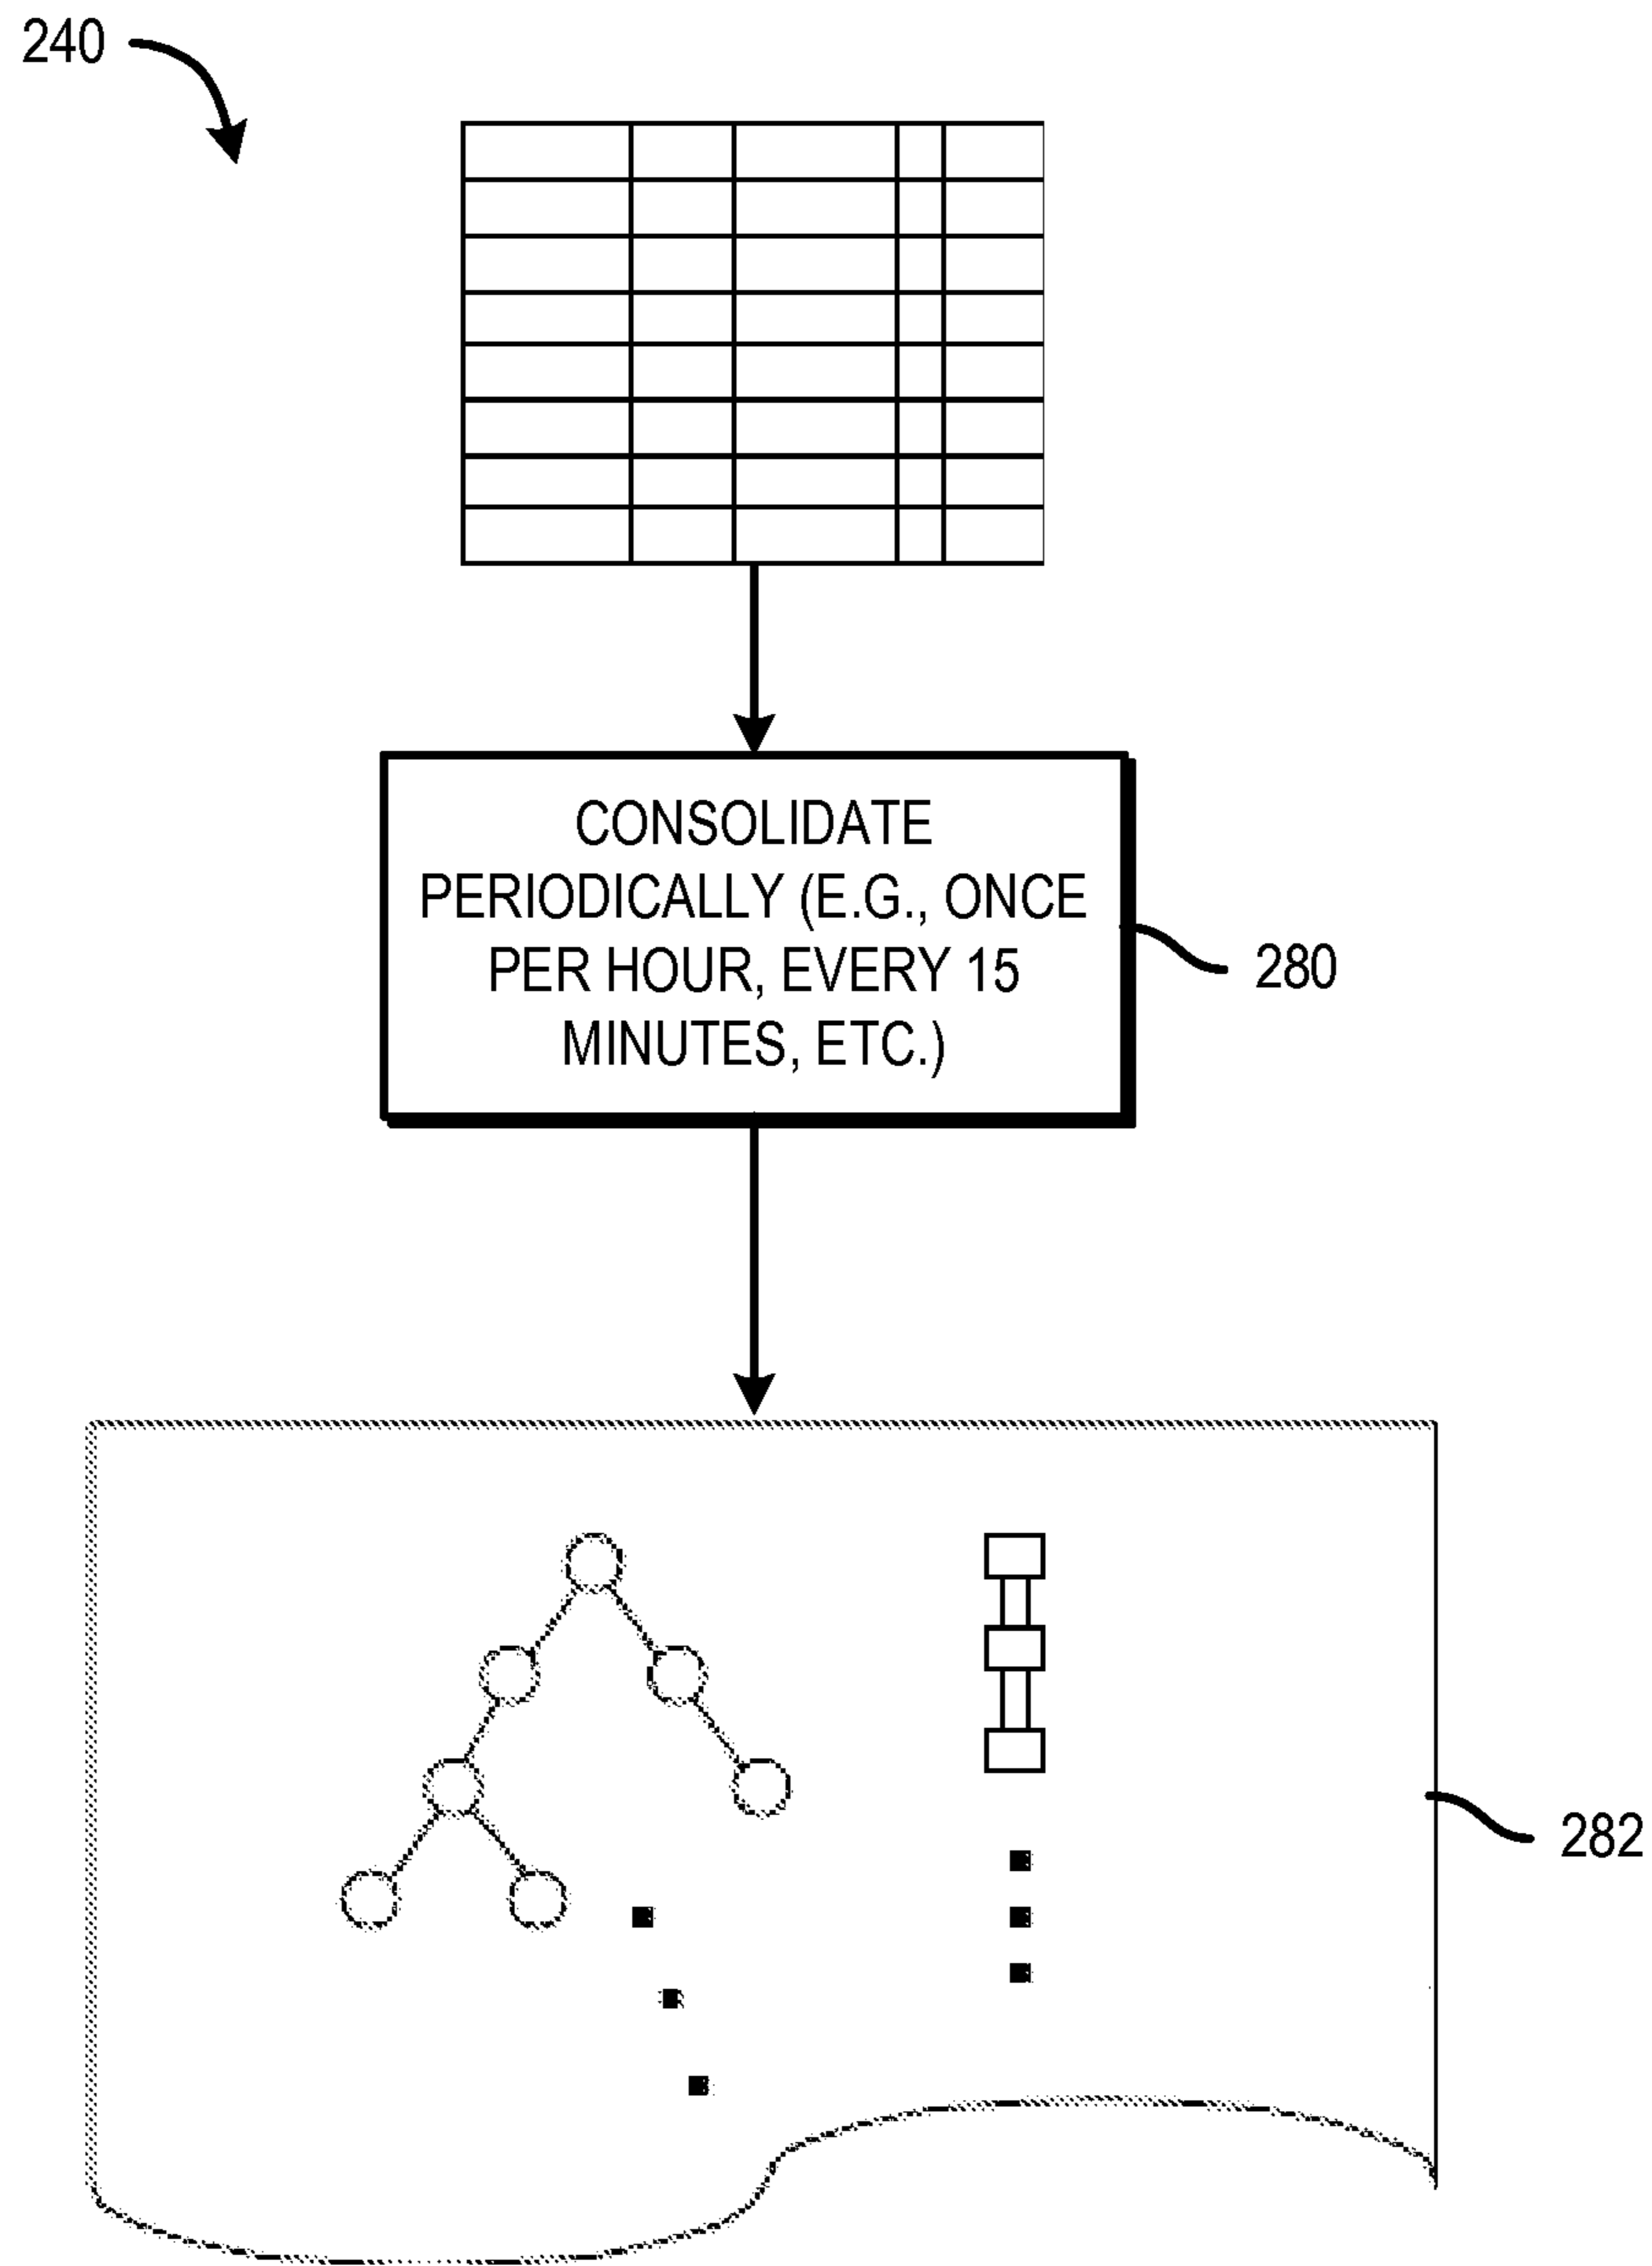 240
CONSOLIDATE
PERIODICALLY (E.G., ONCE
PER HOUR, EVERY 15
MINUTES, ETC.)
280
282